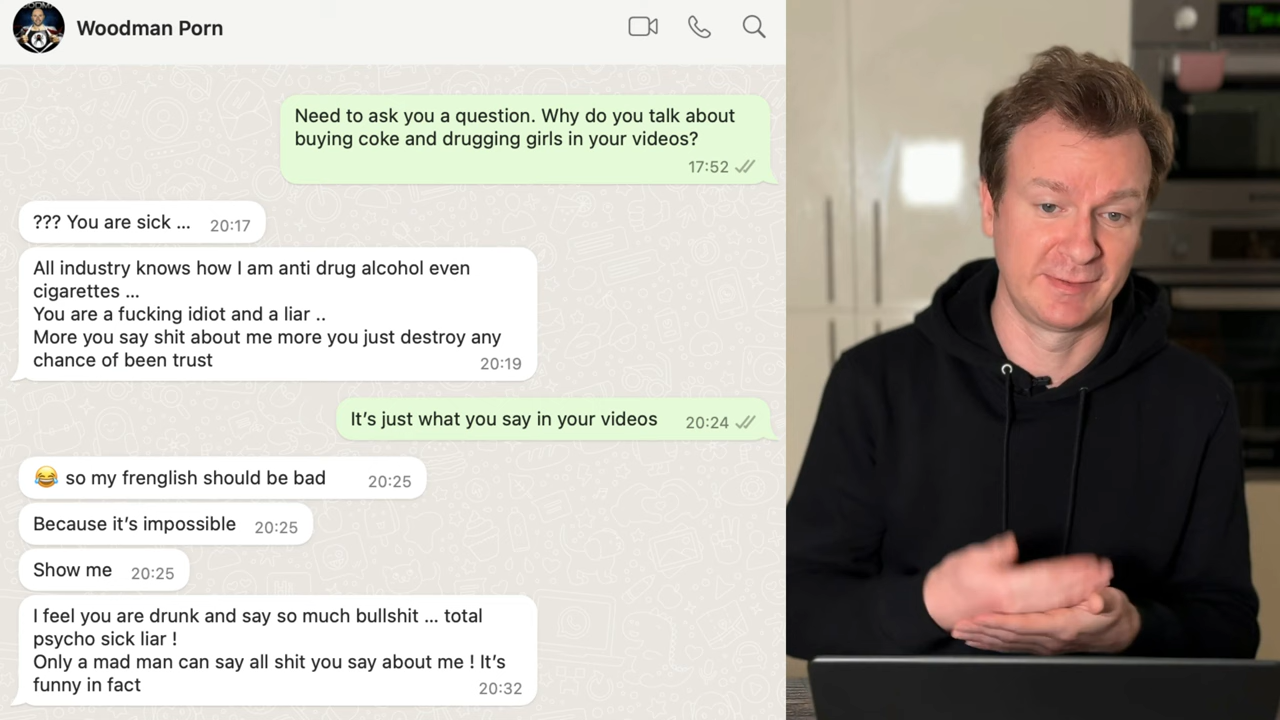 Woodman Porn
Need to ask you a question. Why do you talk about
buying coke and drugging girls in your videos?
17:52
??? You are sick ... 20:17
All industry knows how I am anti drug alcohol even
cigarettes ...
You are a fucking idiot and a liar ..
More you say shit about me more you just destroy any
chance of been trust 20:19
It's just what you say in your videos 20:24
😂 so my frenglish should be bad 20:25
Because it's impossible 20:25
Show me 20:25
I feel you are drunk and say so much bullshit ... total
psycho sick liar !
Only a mad man can say all shit you say about me ! It's
funny in fact 20:32